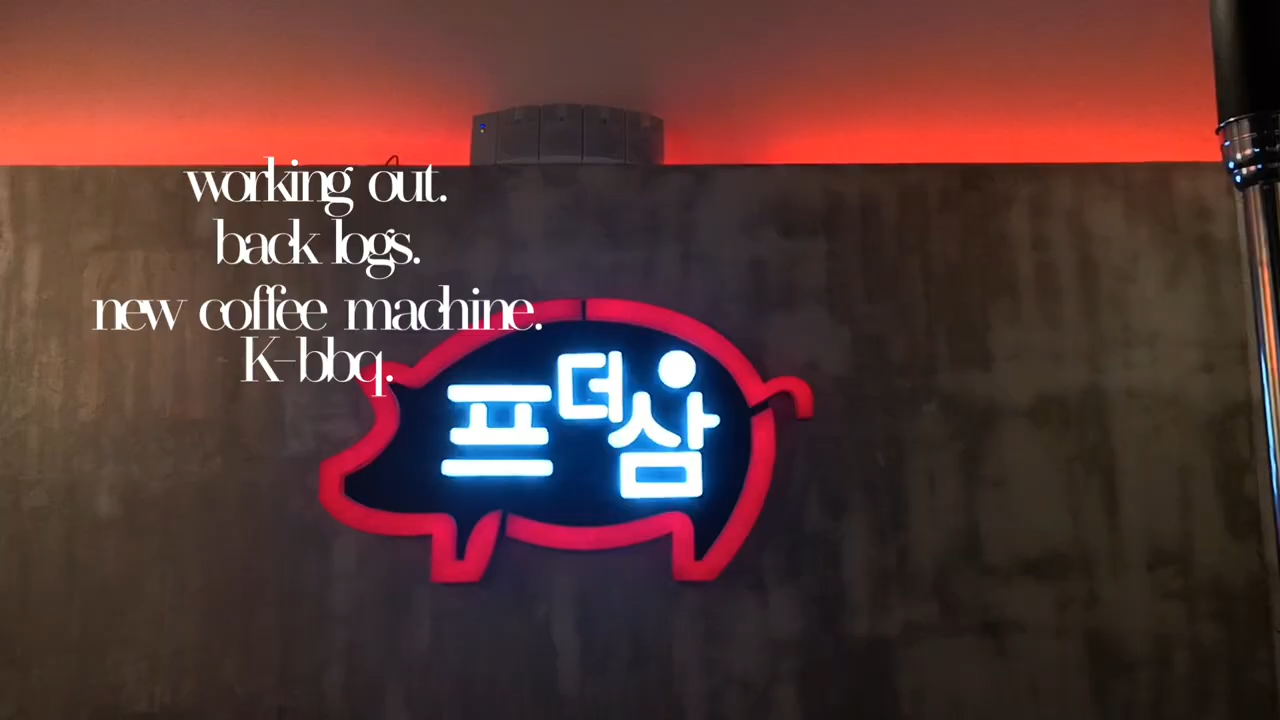 working out.
back logs.
new coffee machine.
K-bbq.
프더삼